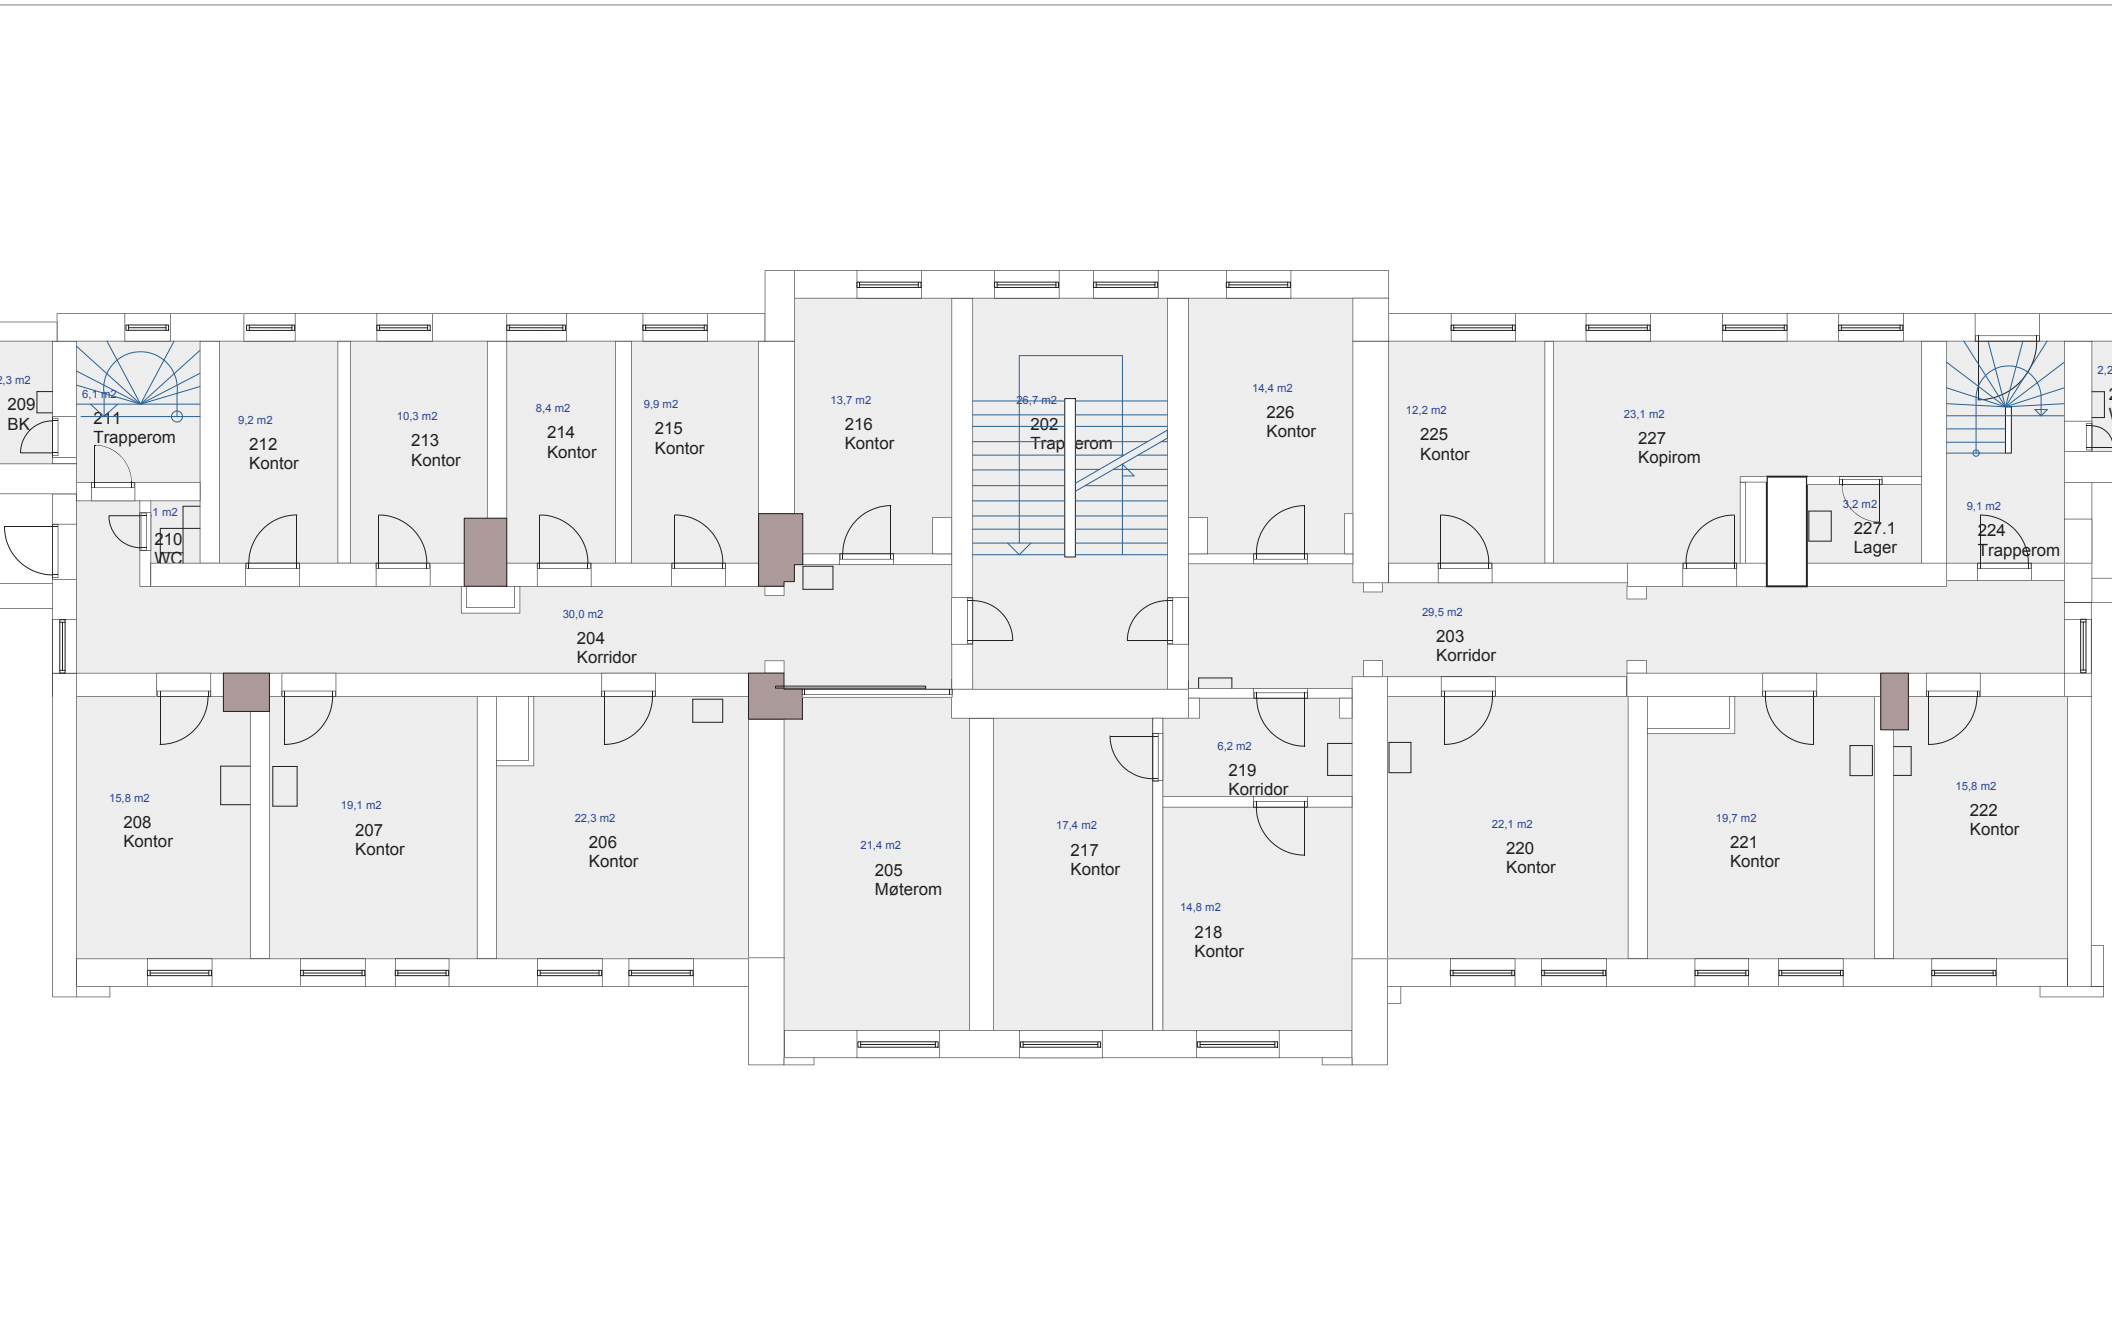 2,3 m2
209
BK
6,1 m2
211
Trapperom
1 m2
210
WC
9,2 m2
212
Kontor
10,3 m2
213
Kontor
8,4 m2
214
Kontor
9,9 m2
215
Kontor
13,7 m2
216
Kontor
26,7 m2
202
Trapperom
14,4 m2
226
Kontor
12,2 m2
225
Kontor
23,1 m2
227
Kopirom
3,2 m2
227.1
Lager
9,1 m2
224
Trapperom
2,2
30,0 m2
204
Korridor
29,5 m2
203
Korridor
15,8 m2
208
Kontor
19,1 m2
207
Kontor
22,3 m2
206
Kontor
21,4 m2
205
Møterom
17,4 m2
217
Kontor
6,2 m2
219
Korridor
14,8 m2
218
Kontor
22,1 m2
220
Kontor
19,7 m2
221
Kontor
15,8 m2
222
Kontor